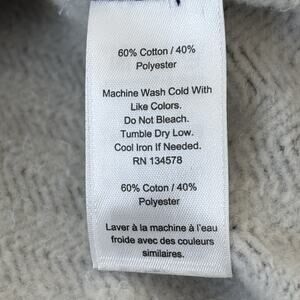 60% Cotton / 40%
Polyester
Machine Wash Cold With
Like Colors.
Do Not Bleach.
Tumble Dry Low.
Cool Iron If Needed.
RN 134578
60% Coton / 40%
Polyester
Laver à la machine à l'eau
froide avec des couleurs
similaires.